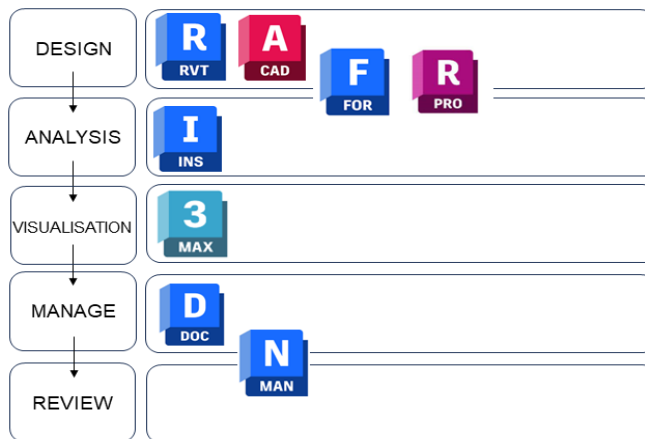 DESIGN
R
RVT
A
CAD
F
FOR
R
PRO
ANALYSIS
I
INS
VISUALISATION
3
MAX
MANAGE
D
DOC
N
MAN
REVIEW